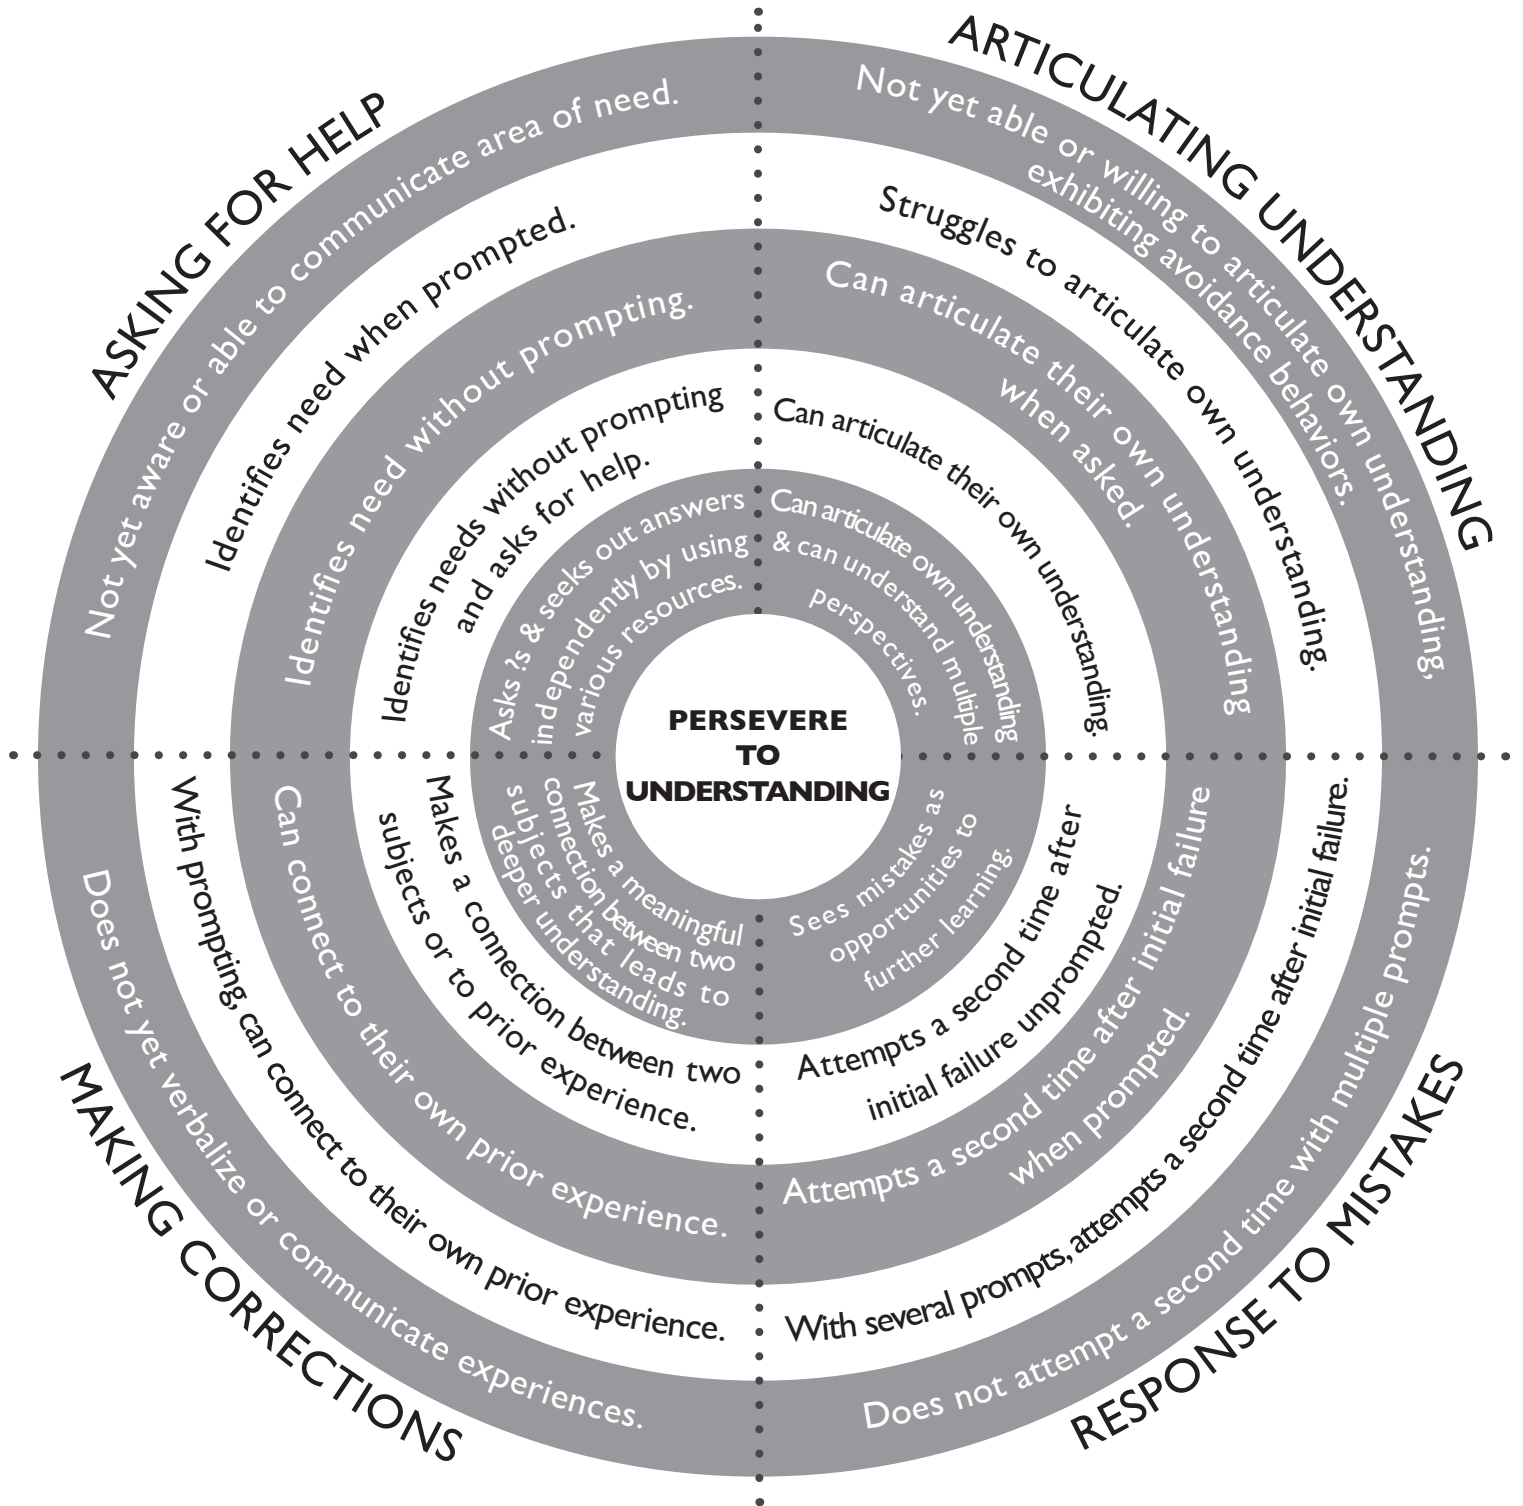 ASKING FOR HELP
Not yet aware or able to communicate area of need.
Identifies need when prompted.
Identifies need without prompting.
Identifies needs without prompting
and asks for help.
Asks ?s & seeks out answers
independently by using
various resources.
ARTICULATING UNDERSTANDING
Not yet able or willing to articulate own understanding,
exhibiting avoidance behaviors.
Struggles to articulate own understanding.
Can articulate their own understanding
when asked.
Can articulate their own understanding.
Can articulate own understanding
& can understand multiple
perspectives.
PERSEVERE
TO
UNDERSTANDING
MAKING CORRECTIONS
Does not yet verbalize or communicate experiences.
With prompting, can connect to their own prior experience.
Can connect to their own prior experience.
Makes a connection between two
subjects or to prior experience.
Makes a meaningful
connection between two
subjects that leads to
deeper understanding.
RESPONSE TO MISTAKES
Does not attempt a second time with multiple prompts.
With several prompts, attempts a second time after initial failure.
Attempts a second time after initial failure
when prompted.
Attempts a second time after
initial failure unprompted.
Sees mistakes as
opportunities to
further learning.